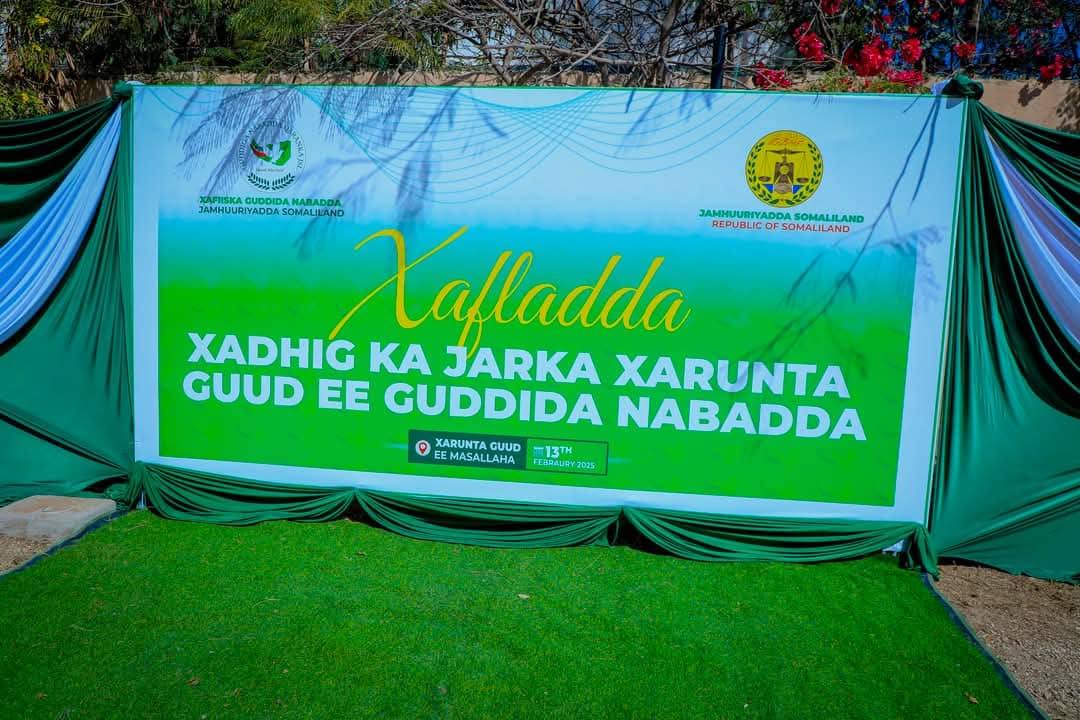 XAFIISKA GUDDIDA NABADDA
JAMHUURIYADDA SOMALILAND
JAMHUURIYADDA SOMALILAND
REPUBLIC OF SOMALILAND
Xafladda
XADHIG KA JARKA XARUNTA
GUUD EE GUDDIDA NABADDA
XARUNTA GUUD
EE MASALLAHA
13TH
FEBRAURY 2025